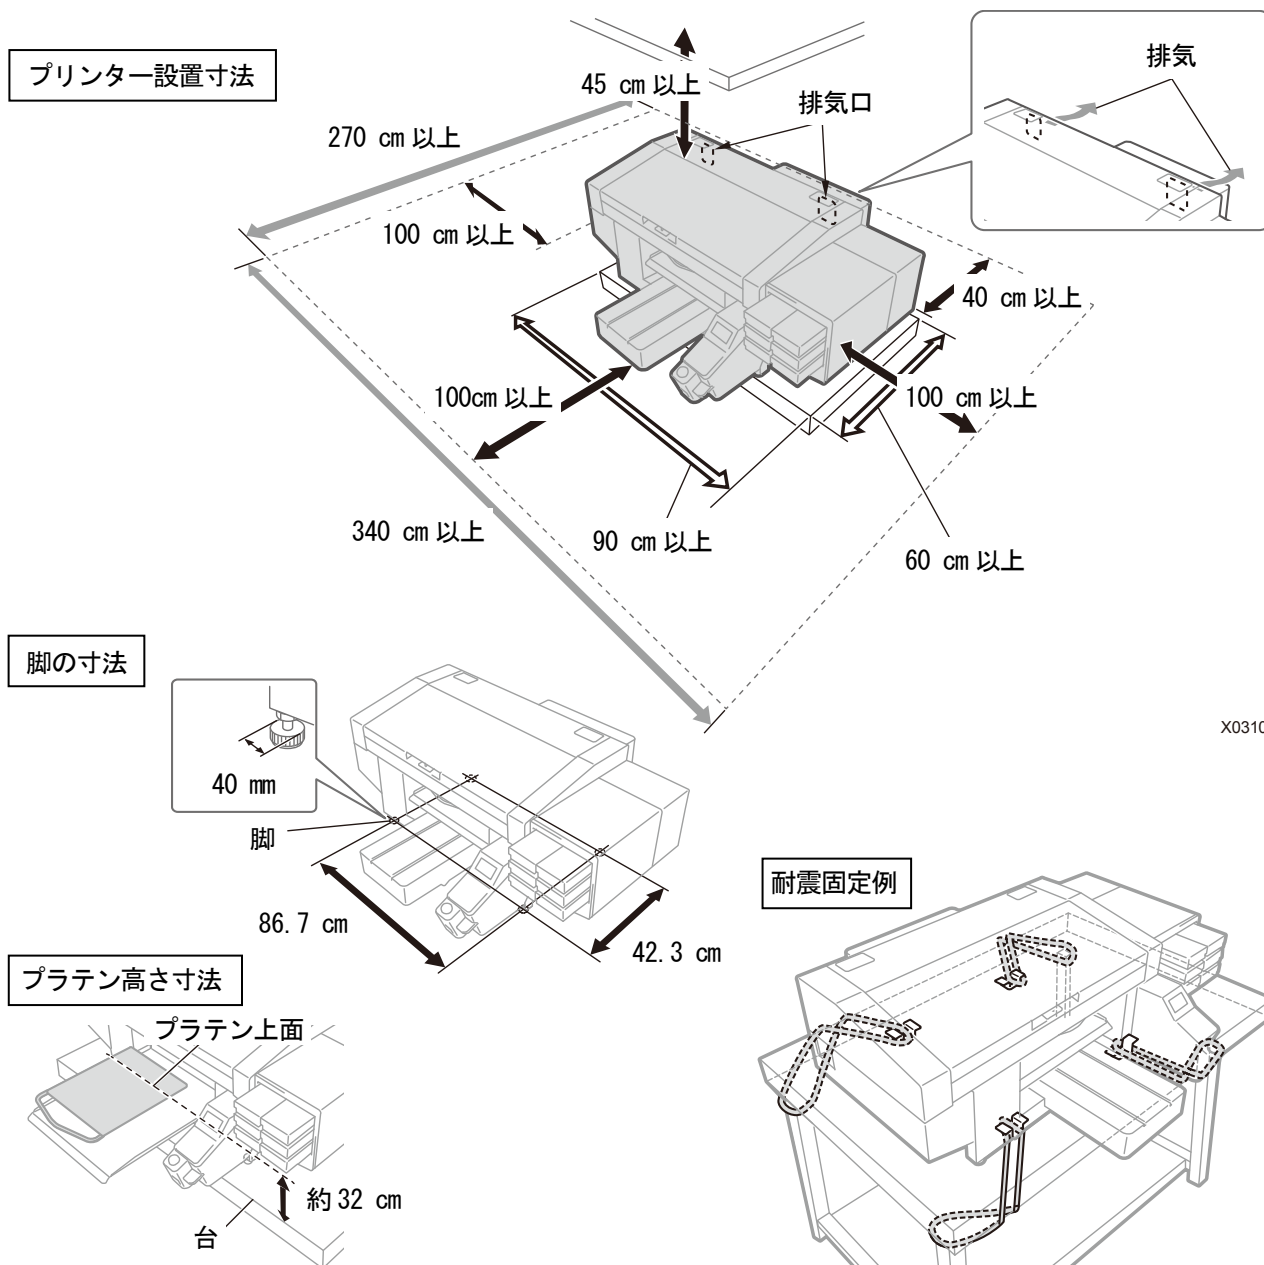 プリンター設置寸法
45 cm 以上
排気口
排気
270 cm 以上
100 cm 以上
40 cm 以上
100cm 以上
100 cm 以上
340 cm 以上
90 cm 以上
60 cm 以上
脚の寸法
X0310
40 mm
脚
86.7 cm
42.3 cm
耐震固定例
プラテン高さ寸法
プラテン上面
約 32 cm
台